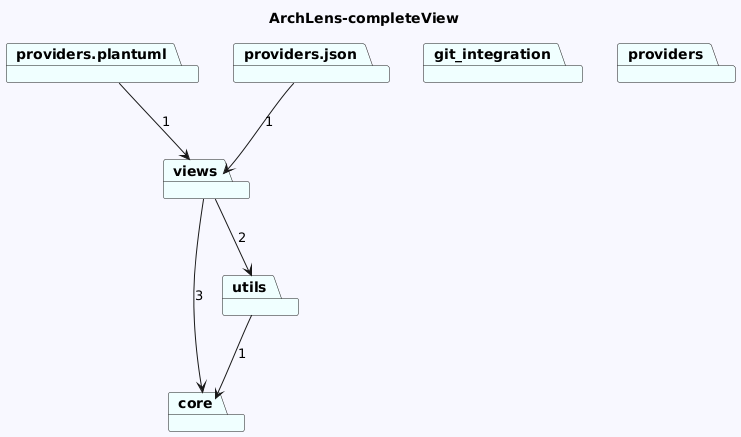 ArchLens-completeView
providers.plantuml
providers.json
git_integration
providers
1
1
views
2
utils
3
1
core